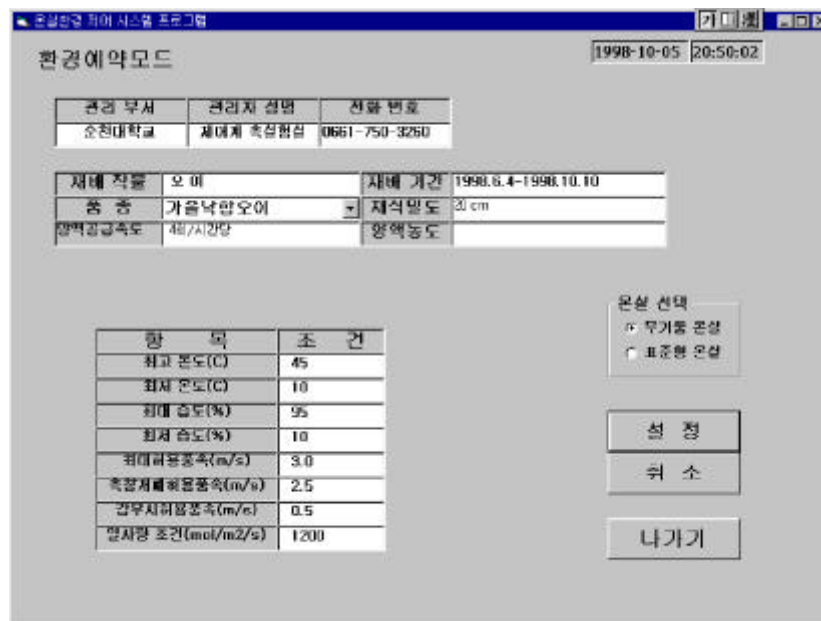 온실환경 제어 시스템 프로그램
가 漢
환경예약모드
1998-10-05 20:50:02
관리 부서 관리자 성명 전화 번호
순천대학교 제어계측실험실 0661-750-3260
재배 작물 오 이 재배 기간 1998.6.4-1998.10.10
품 종 가을낙합오이 재식밀도 20 cm
양액공급속도 4회/시간당 양액농도
온실 선택
무기둥 온실
표준형 온실
항 목 조 건
최고 온도(C) 45
최저 온도(C) 10
최대 습도(%) 95
최저 습도(%) 10
최대허용풍속(m/s) 3.0
측창개폐허용풍속(m/s) 2.5
강우시허용풍속(m/s) 0.5
일사량 조건(mol/m2/s) 1200
설 정
취 소
나가기